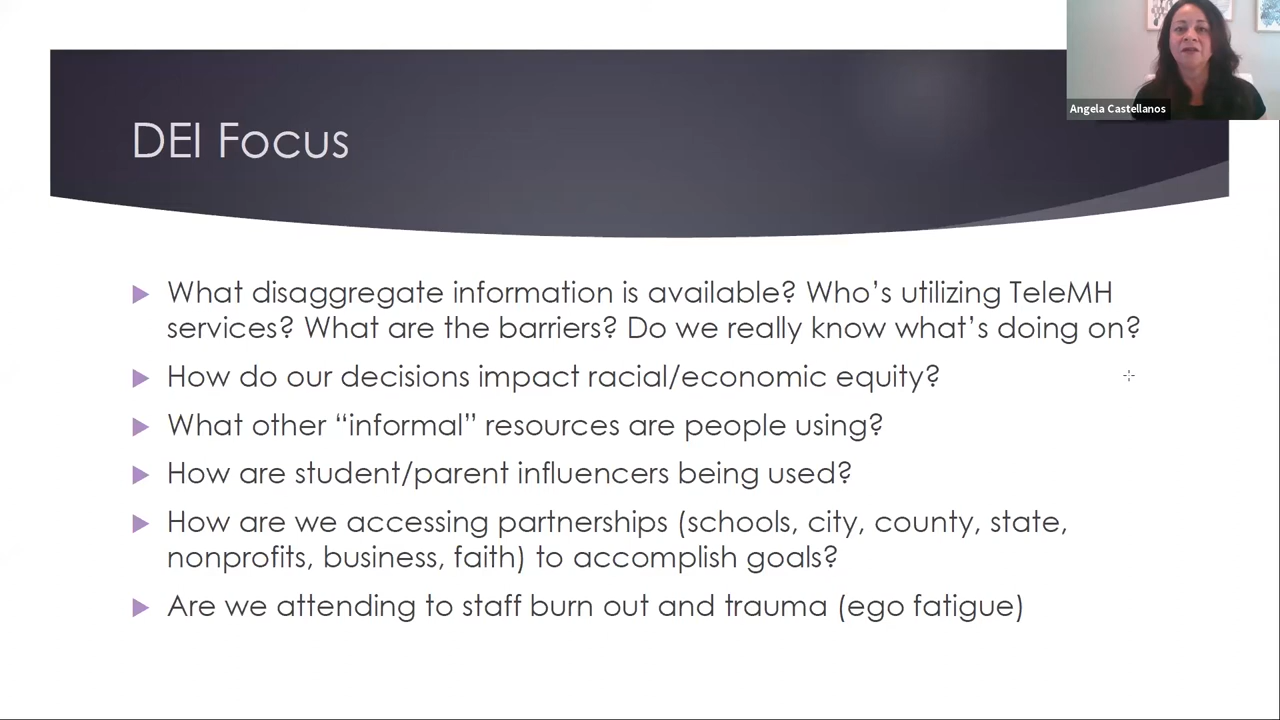 Angela Castellanos
DEI Focus
What disaggregate information is available? Who’s utilizing TeleMH
services? What are the barriers? Do we really know what’s doing on?
How do our decisions impact racial/economic equity?
What other “informal” resources are people using?
How are student/parent influencers being used?
How are we accessing partnerships (schools, city, county, state,
nonprofits, business, faith) to accomplish goals?
Are we attending to staff burn out and trauma (ego fatigue)